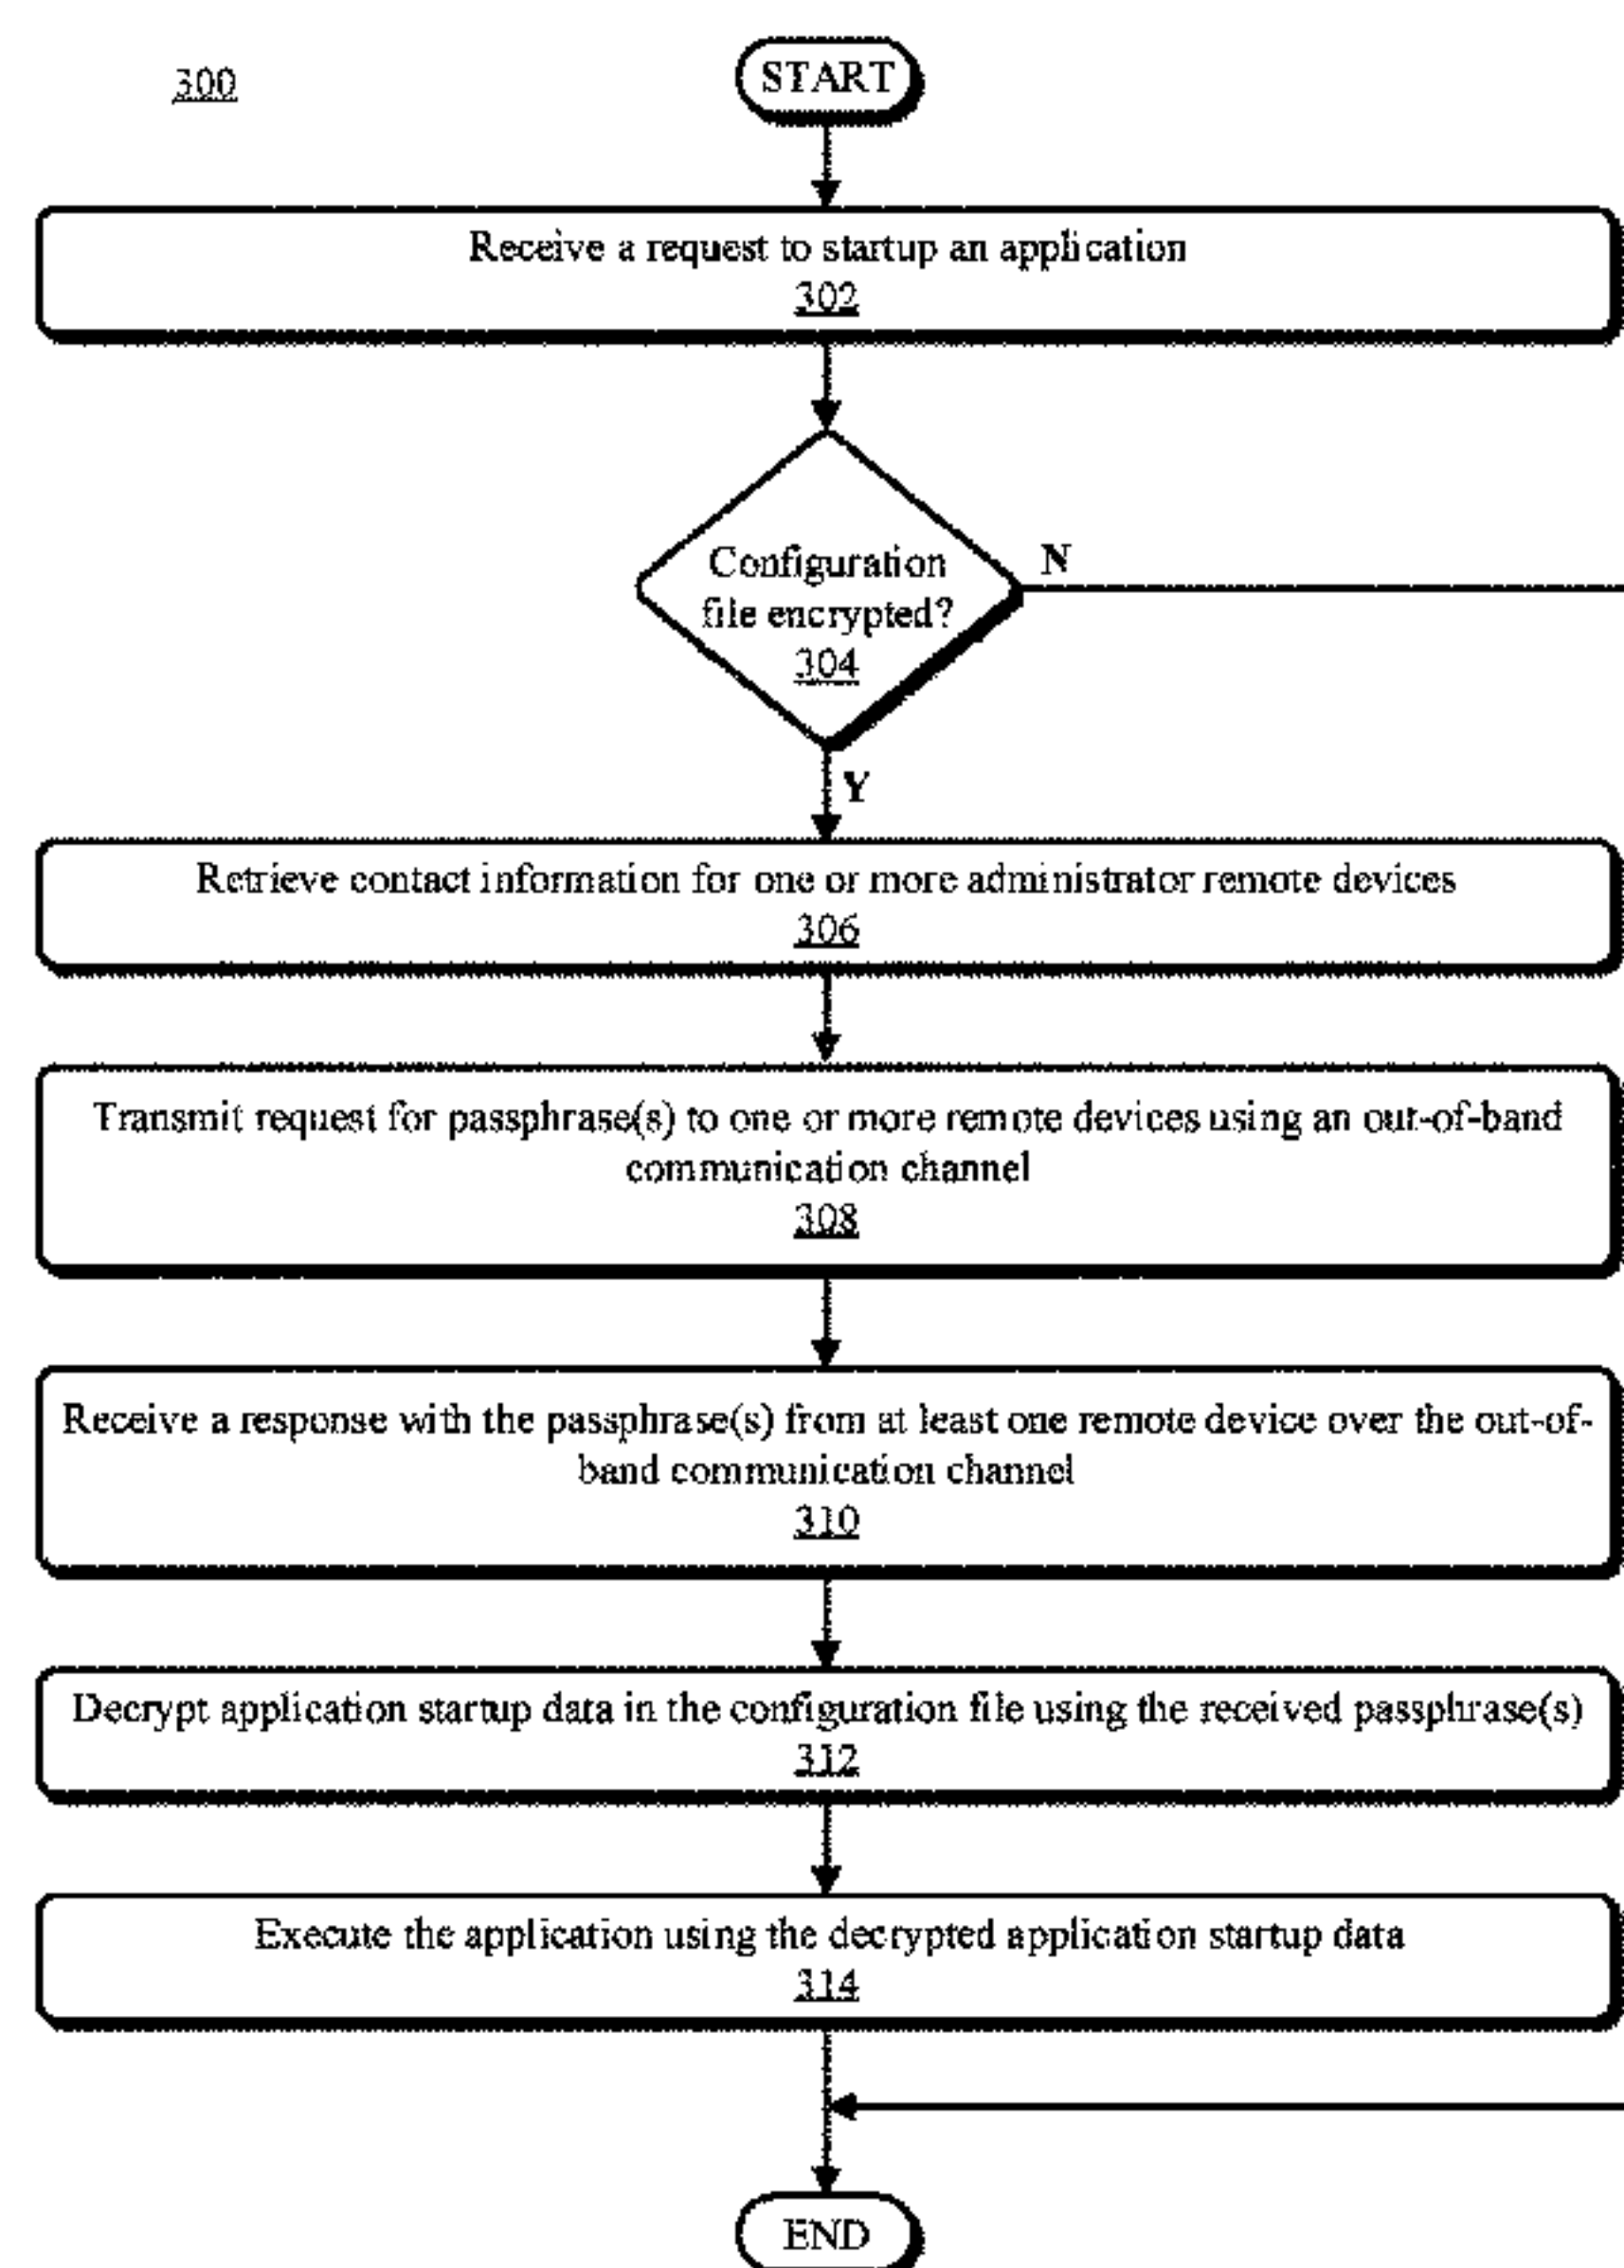 300
START
Receive a request to startup an application
302
Configuration
file encrypted?
304
N
Y
Retrieve contact information for one or more administrator remote devices
306
Transmit request for passphrase(s) to one or more remote devices using an out-of-band
communication channel
308
Receive a response with the passphrase(s) from at least one remote device over the out-of-
band communication channel
310
Decrypt application startup data in the configuration file using the received passphrase(s)
312
Execute the application using the decrypted application startup data
314
END